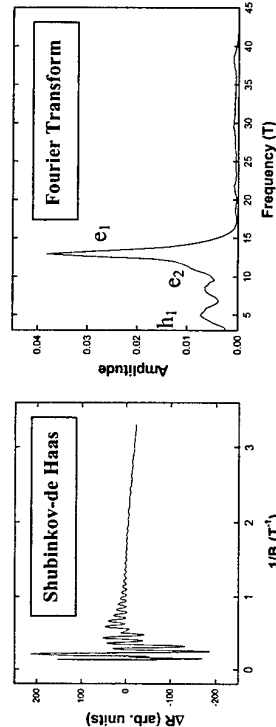 Shubinkov-de Haas
ΔR (arb. units)
200
100
0
-100
-200
0
1
2
3
1/B (T⁻¹)
Fourier Transform
Amplitude
0.04
0.03
0.02
0.01
0.00
h₁
e₂
e₁
5
10
15
20
25
30
35
40
45
Frequency (T)